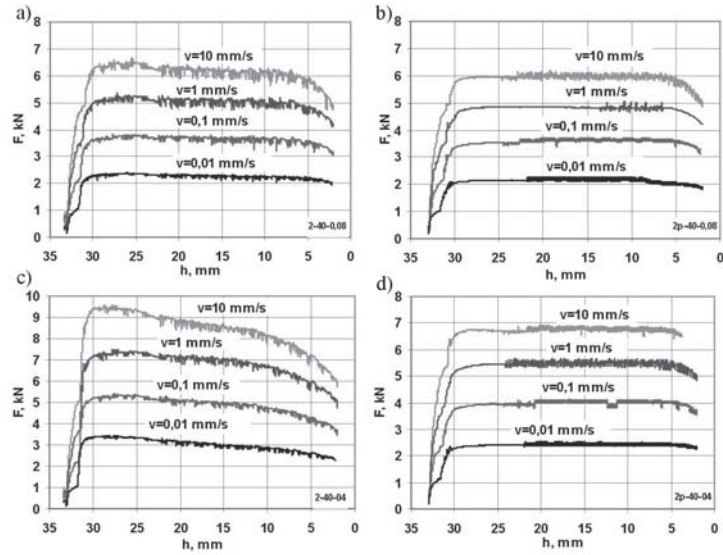 a)
F, kN
8
7
6
5
4
3
2
1
0
v=10 mm/s
v=1 mm/s
v=0,1 mm/s
v=0,01 mm/s
2-40-0,08
35 30 25 20 15 10 5 0
h, mm
b)
F, kN
8
7
6
5
4
3
2
1
0
v=10 mm/s
v=1 mm/s
v=0,1 mm/s
v=0,01 mm/s
2p-40-0,08
35 30 25 20 15 10 5 0
h, mm
c)
F, kN
10
9
8
7
6
5
4
3
2
1
0
v=10 mm/s
v=1 mm/s
v=0,1 mm/s
v=0,01 mm/s
2-40-04
35 30 25 20 15 10 5 0
h, mm
d)
F, kN
8
7
6
5
4
3
2
1
0
v=10 mm/s
v=1 mm/s
v=0,1 mm/s
v=0,01 mm/s
2p-40-04
35 30 25 20 15 10 5 0
h, mm